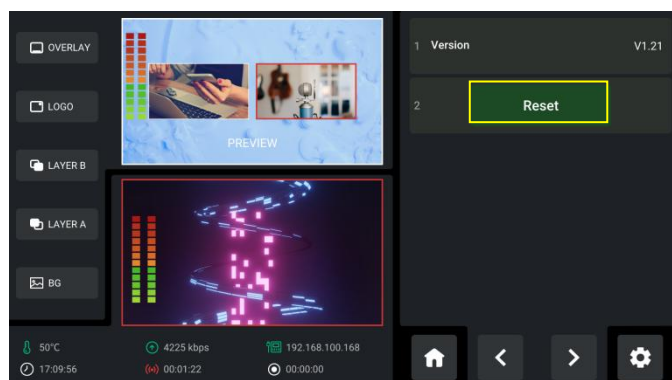 OVERLAY
LOGO
LAYER B
LAYER A
BG
PREVIEW
50°C
4225 kbps
192.168.100.168
17:09:56
00:01:22
00:00:00
1 Version V1.21
2 Reset